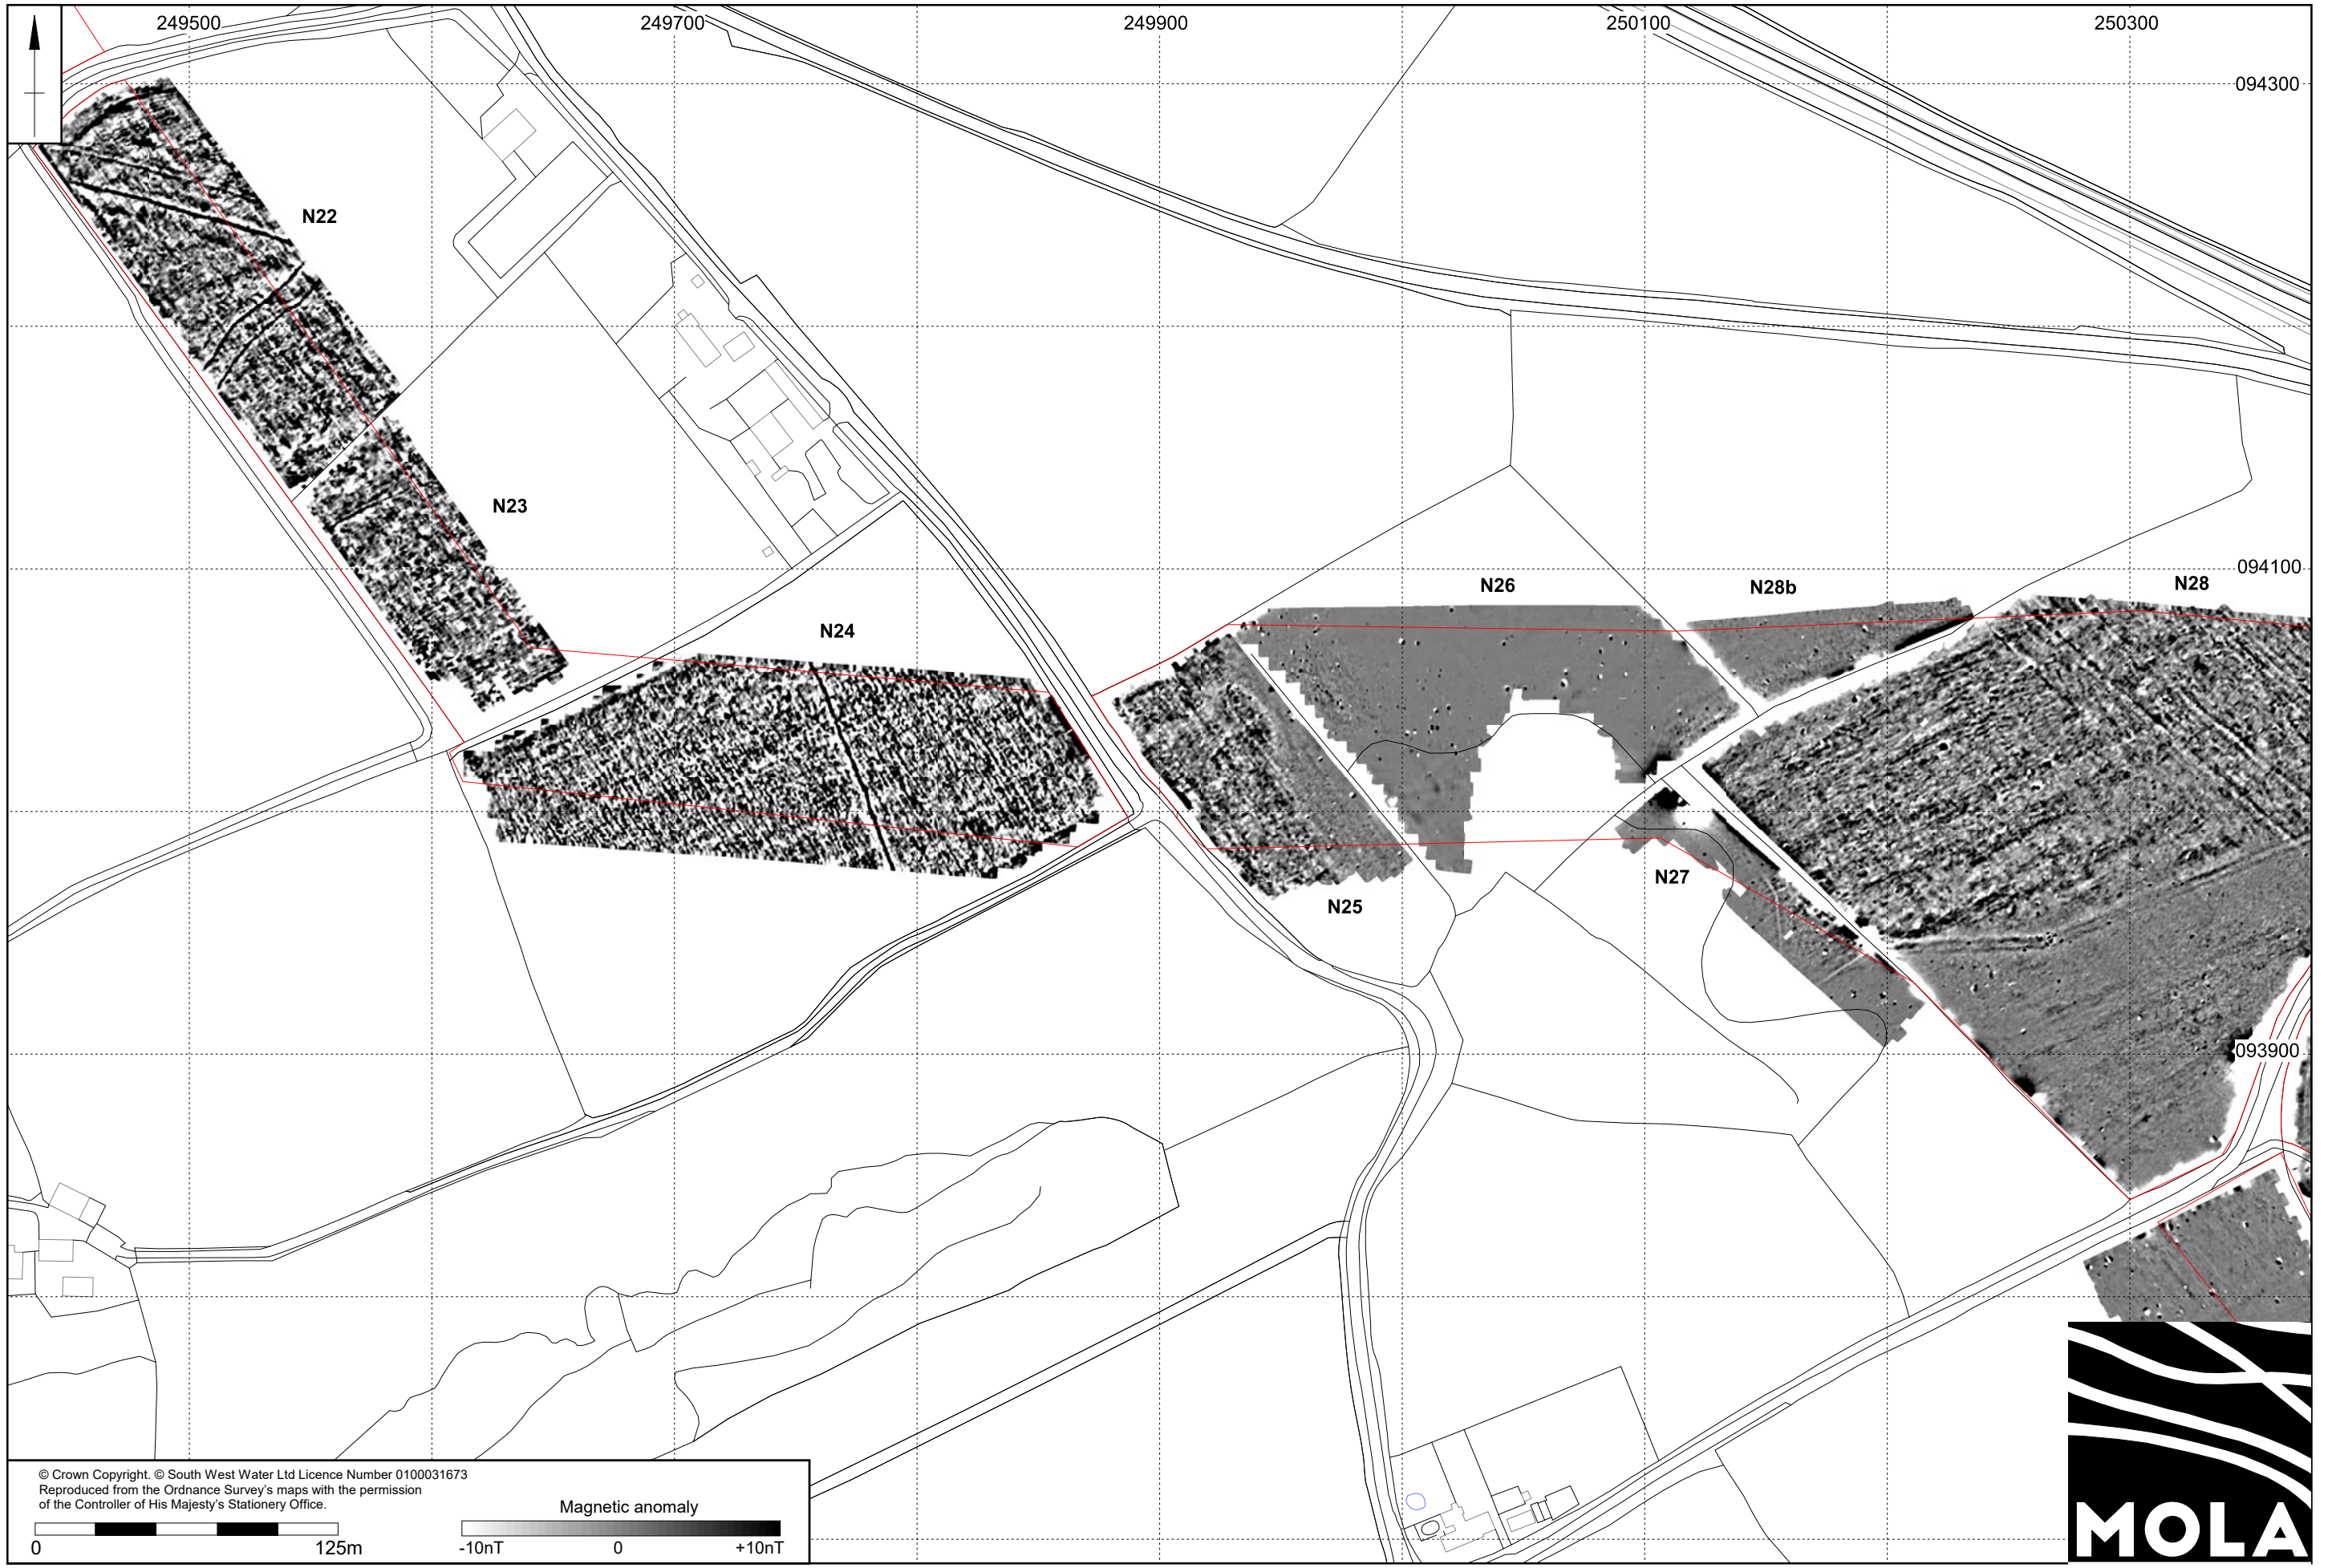 249500 249700 249900 250100 250300
094300
N22
N23
094100
N26 N28b N28
N24
N27
N25
093900
© Crown Copyright. © South West Water Ltd Licence Number 0100031673
Reproduced from the Ordnance Survey's maps with the permission
of the Controller of His Majesty's Stationery Office.
Magnetic anomaly
0 125m -10nT 0 +10nT
MOLA